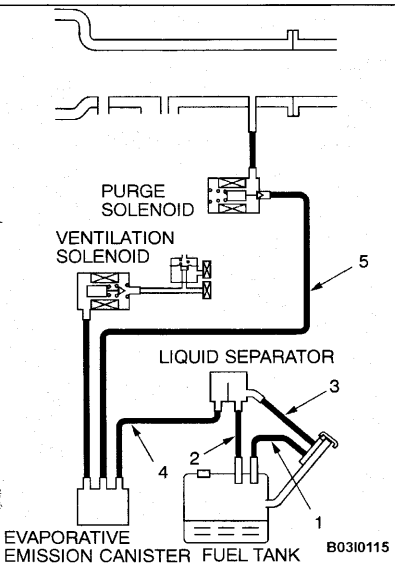 PURGE
SOLENOID
VENTILATION
SOLENOID
5
LIQUID SEPARATOR
3
4
2
1
EVAPORATIVE
EMISSION CANISTER
FUEL TANK
B03I0115